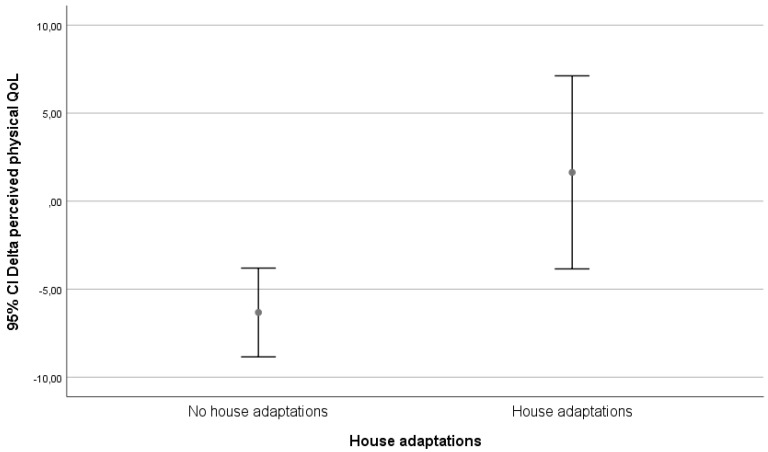 95% CI Delta perceived physical QoL
10,00
5,00
,00
-5,00
-10,00
No house adaptations
House adaptations
House adaptations